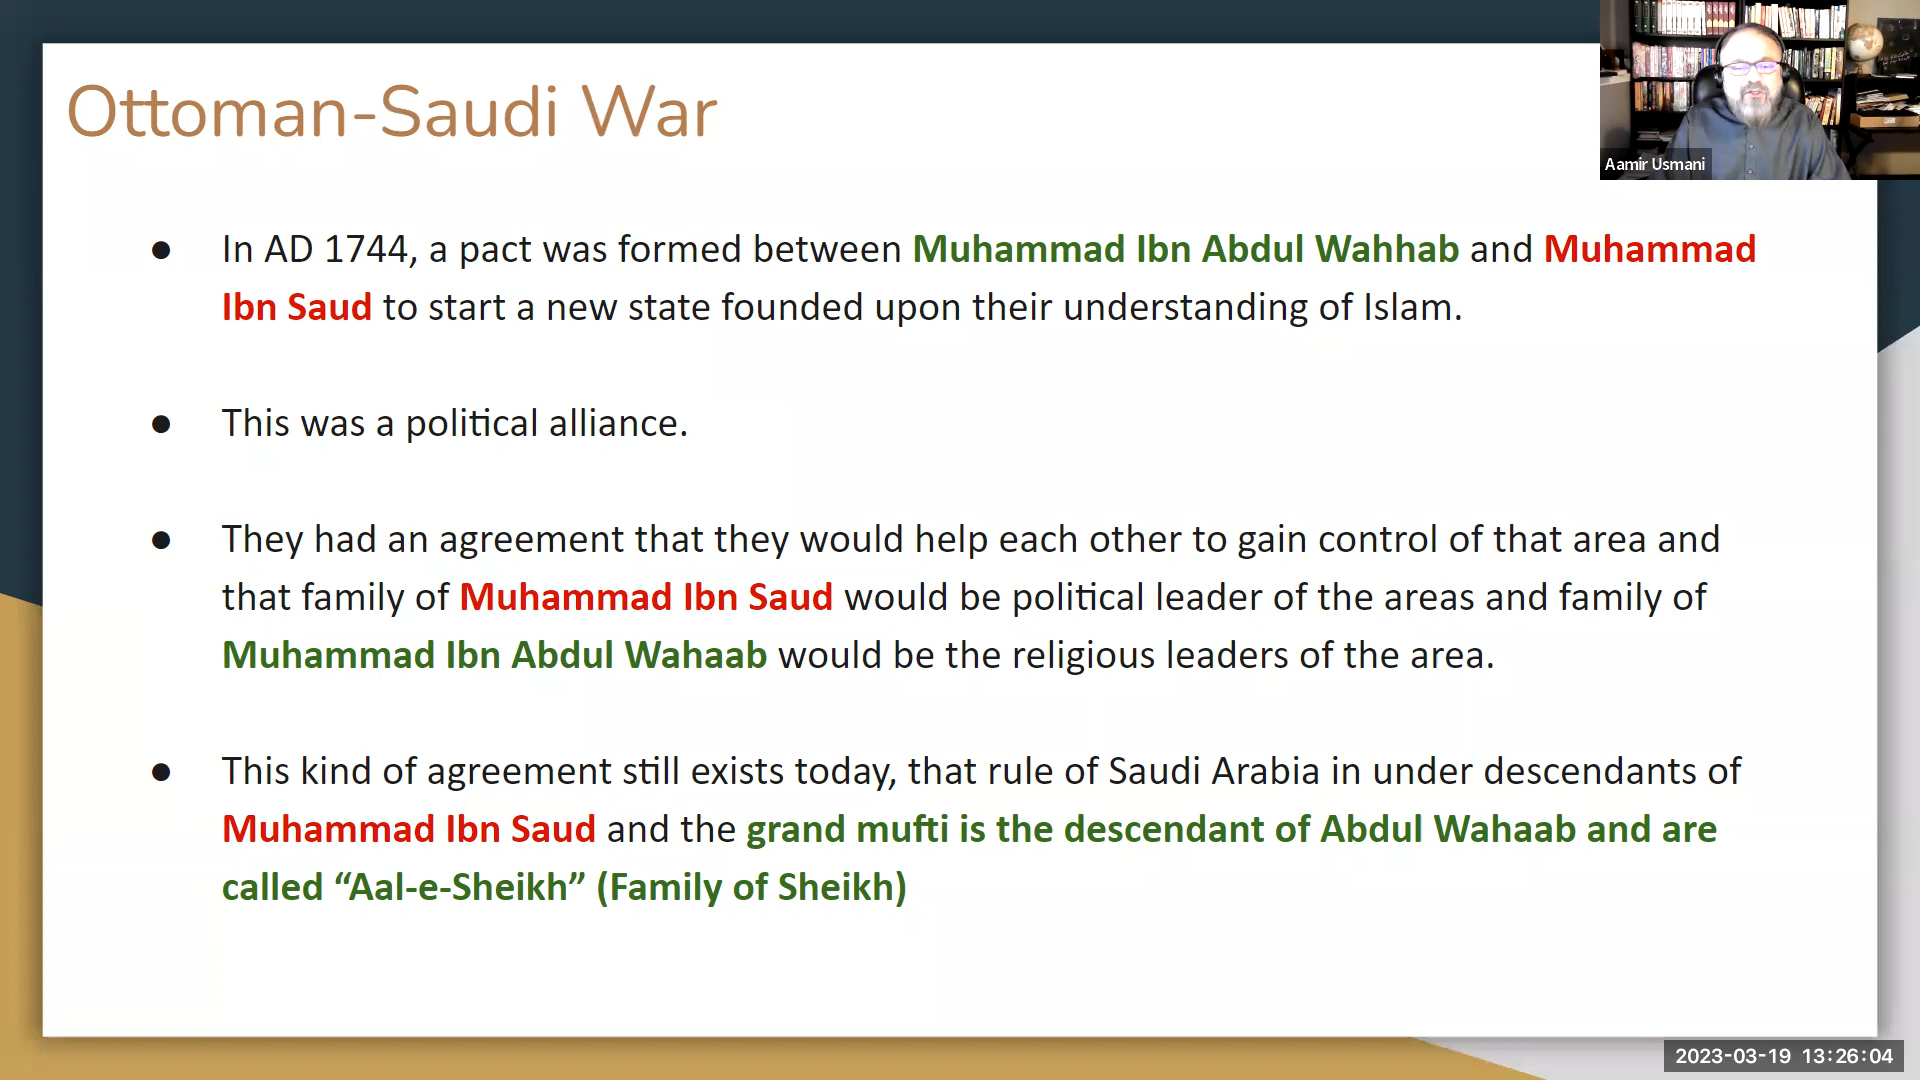 Ottoman-Saudi War
Aamir Usmani
● In AD 1744, a pact was formed between Muhammad Ibn Abdul Wahhab and Muhammad
Ibn Saud to start a new state founded upon their understanding of Islam.
● This was a political alliance.
● They had an agreement that they would help each other to gain control of that area and
that family of Muhammad Ibn Saud would be political leader of the areas and family of
Muhammad Ibn Abdul Wahaab would be the religious leaders of the area.
● This kind of agreement still exists today, that rule of Saudi Arabia in under descendants of
Muhammad Ibn Saud and the grand mufti is the descendant of Abdul Wahaab and are
called “Aal-e-Sheikh” (Family of Sheikh)
2023-03-19 13:26:04